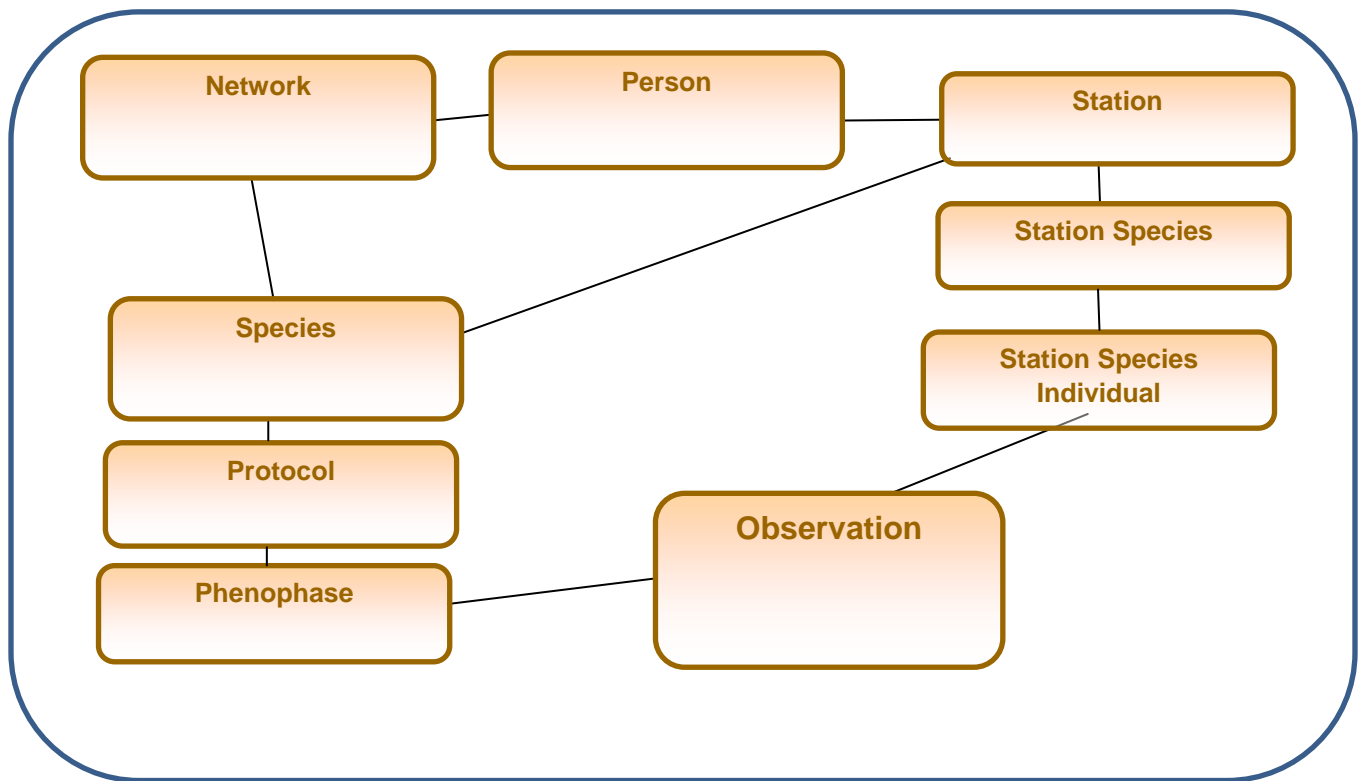 Network
Person
Station
Station Species
Species
Station Species
Individual
Protocol
Observation
Phenophase